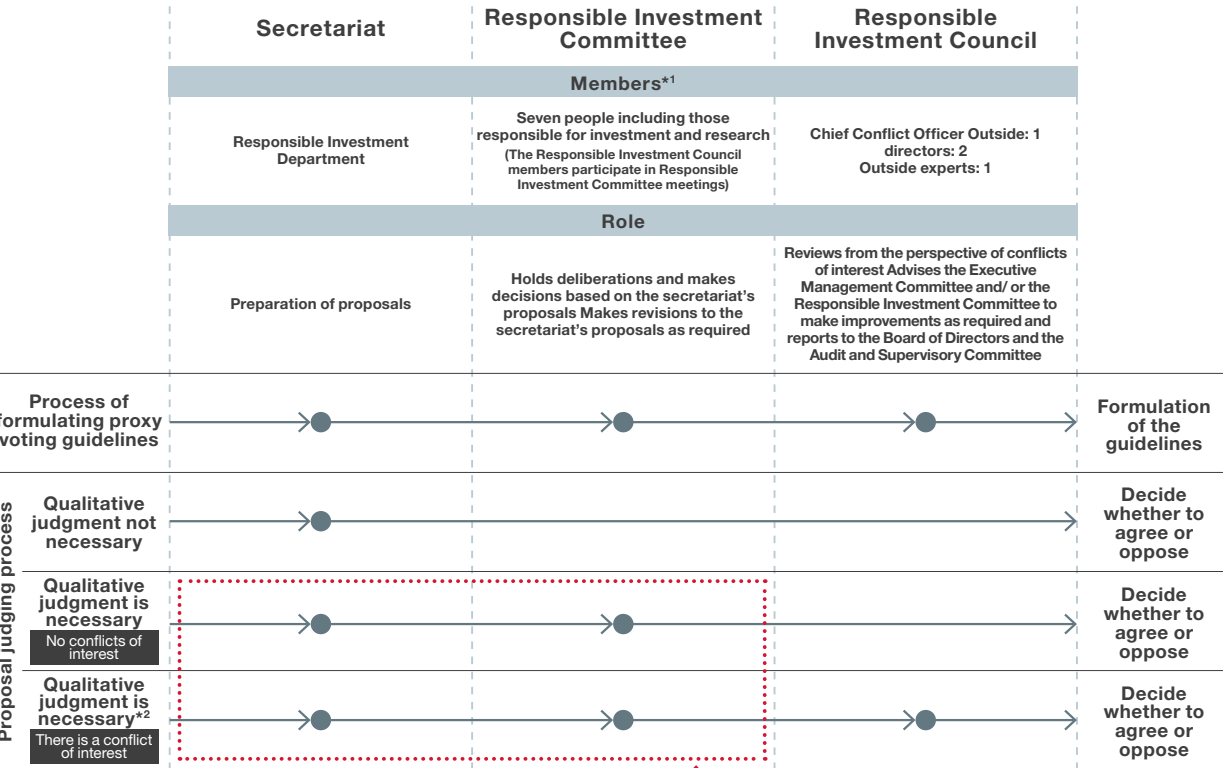 Secretariat
Responsible Investment
Committee
Responsible
Investment Council
Members*1
Responsible Investment
Department
Seven people including those
responsible for investment and research
(The Responsible Investment Council
members participate in Responsible
Investment Committee meetings)
Chief Conflict Officer Outside: 1
directors: 2
Outside experts: 1
Role
Preparation of proposals
Holds deliberations and makes
decisions based on the secretariat's
proposals Makes revisions to the
secretariat's proposals as required
Reviews from the perspective of conflicts
of interest Advises the Executive
Management Committee and/ or the
Responsible Investment Committee to
make improvements as required and
reports to the Board of Directors and the
Audit and Supervisory Committee
Process of
formulating proxy
voting guidelines
Formulation
of the
guidelines
Proposal judging process
Qualitative
judgment not
necessary
Decide
whether to
agree or
oppose
Qualitative
judgment is
necessary
No conflicts of
interest
Decide
whether to
agree or
oppose
Qualitative
judgment is
necessary*2
There is a conflict
of interest
Decide
whether to
agree or
oppose